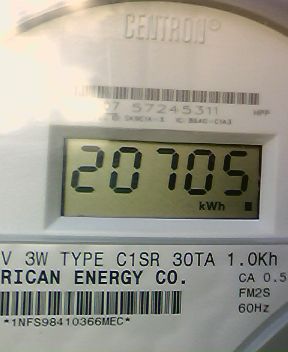 CENTRON®
57245311 HPP
20705
kWh
V 3W TYPE C1SR 30TA 1.0Kh
RICAN ENERGY CO. CA 0.5
FM2S
*1NFS98410366MEC* 60Hz